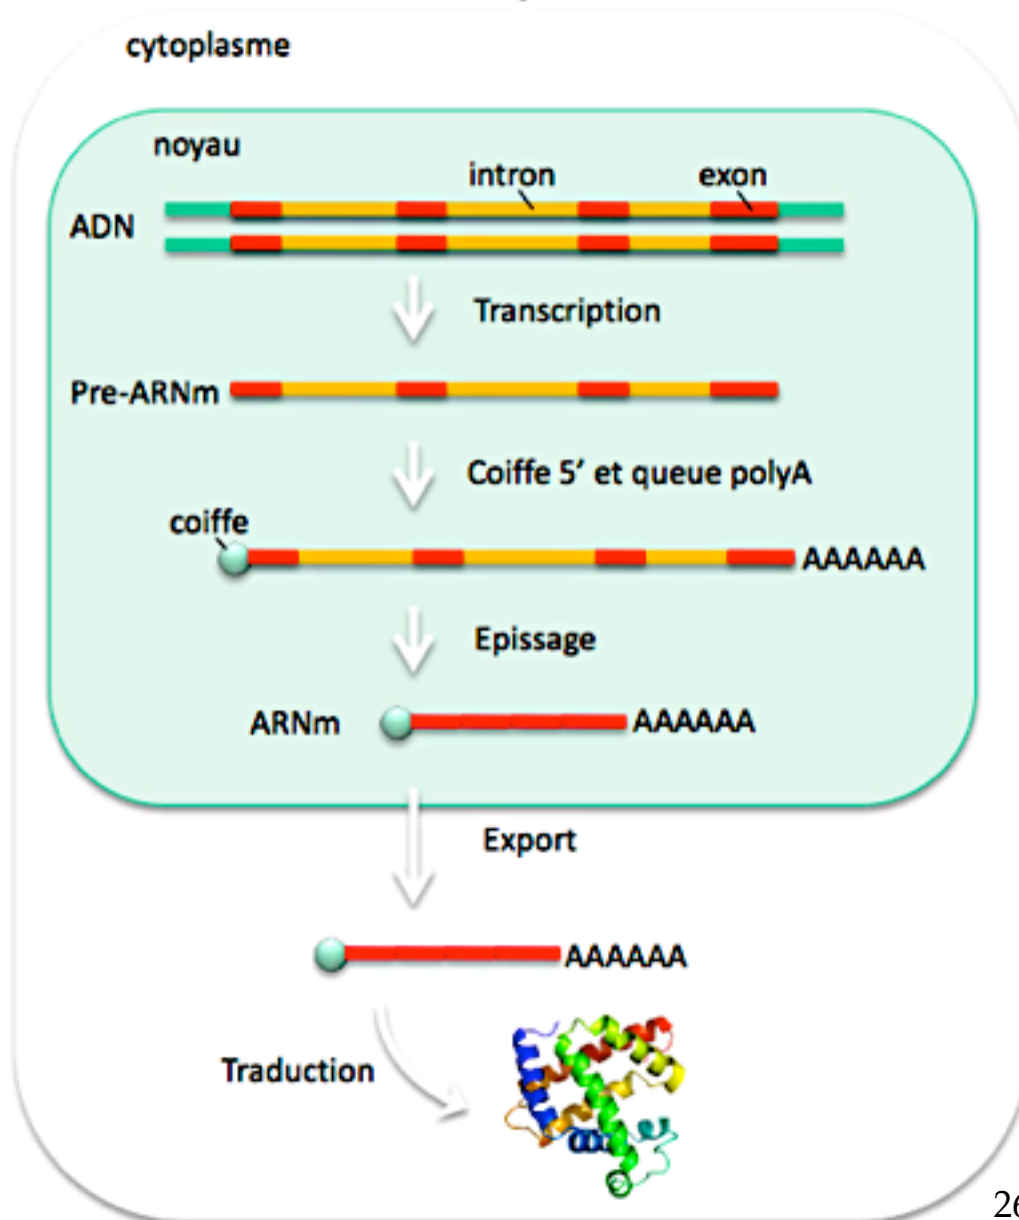 cytoplasme
noyau
intron
exon
ADN
Transcription
Pre-ARNm
Coiffe 5’ et queue polyA
coiffe
AAAAAA
Epissage
ARNm
AAAAAA
Export
AAAAAA
Traduction